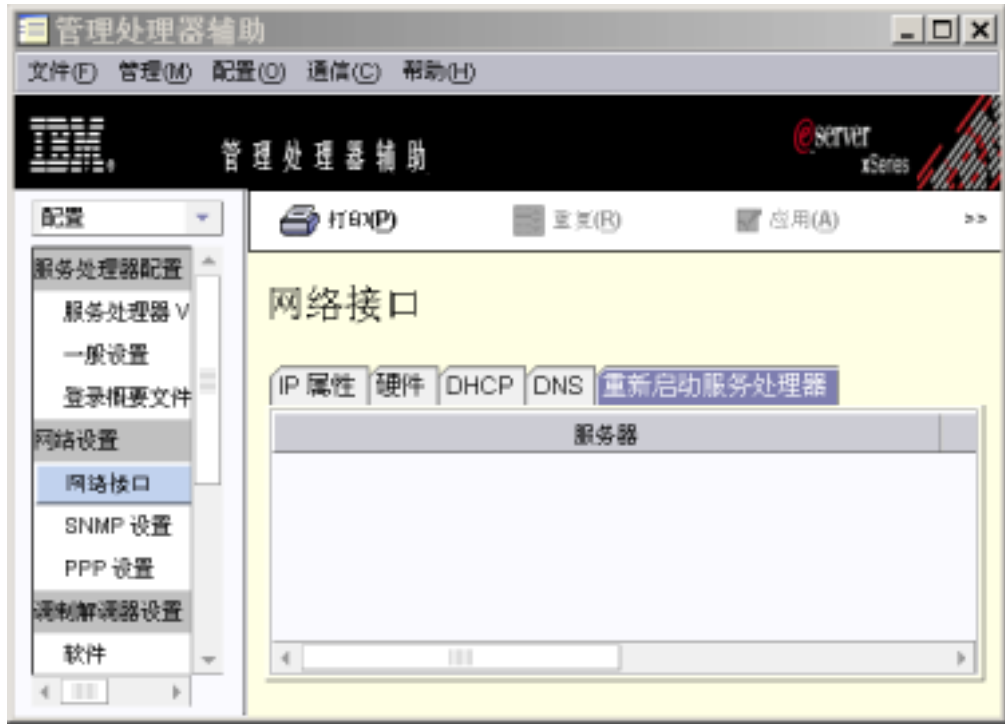 管理处理器辅助
文件(F) 管理(M) 配置(O) 通信(C) 帮助(H)
IBM.
管理处理器辅助
eserver
xSeries
配置
打印(P) 重复(R) 应用(A) >>
服务处理器配置
服务处理器 V
一般设置
登录概要文件
网络设置
网络接口
SNMP 设置
PPP 设置
调制解调器设置
软件
网络接口
IP 属性 硬件 DHCP DNS 重新启动服务处理器
服务器